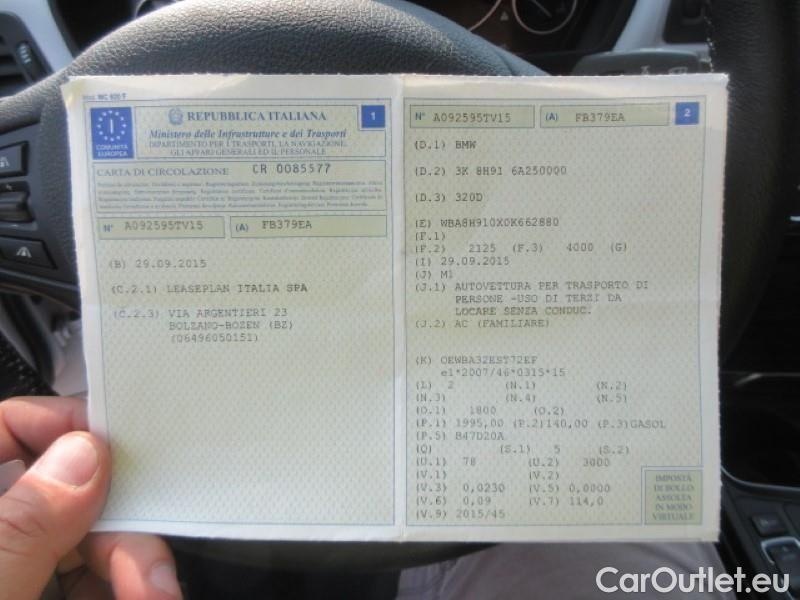 Mod. MC 820 F
COMUNITÀ
EUROPEA
I
REPUBBLICA ITALIANA
1
Ministero delle Infrastrutture e dei Trasporti
DIPARTIMENTO PER I TRASPORTI, LA NAVIGAZIONE,
GLI AFFARI GENERALI ED IL PERSONALE
CARTA DI CIRCOLAZIONE CR 0085577
N° A092595TV15 (A) FB379EA
(B) 29.09.2015
(C.2.1) LEASEPLAN ITALIA SPA
(C.2.3) VIA ARGENTIERI 23
BOLZANO-BOZEN (BZ)
(06496050151)
N° A092595TV15 (A) FB379EA 2
(D.1) BMW
(D.2) 3K 8H91 6A250000
(D.3) 320D
(E) WBA8H910X0K662880
(F.1)
(F.2) 2125 (F.3) 4000 (G)
(I) 29.09.2015
(J) M1
(J.1) AUTOVETTURA PER TRASPORTO DI
PERSONE -USO DI TERZI DA
LOCARE SENZA CONDUC.
(J.2) AC (FAMILIARE)
(K) OEWBA32EST72EF
e1*2007/46*0315*15
(L) 2 (N.1) (N.2)
(N.3) (N.4) (N.5)
(O.1) 1800 (O.2)
(P.1) 1995,00 (P.2)140,00 (P.3)GASOL
(P.5) B47D20A
(Q) (S.1) 5 (S.2)
(U.1) 78 (U.2) 3000
(V.1) (V.2)
(V.3) 0,0230 (V.5) 0,0000
(V.6) 0,09 (V.7) 114,0
(V.9) 2015/45
IMPOSTA
DI BOLLO
ASSOLTA
IN MODO
VIRTUALE
CarOutlet.eu